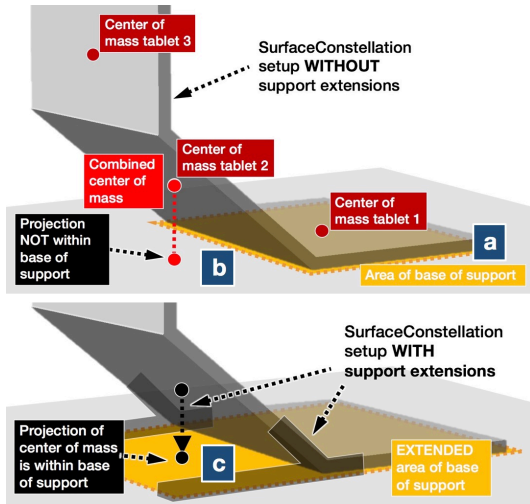 Center of
mass tablet 3
SurfaceConstellation
setup WITHOUT
support extensions
Combined
center of
mass
Center of
mass tablet 2
Center of
mass tablet 1
Projection
NOT within
base of
support
a
b
Area of base of support
SurfaceConstellation
setup WITH
support extensions
Projection of
center of mass
is within base
of support
c
EXTENDED
area of base
of support